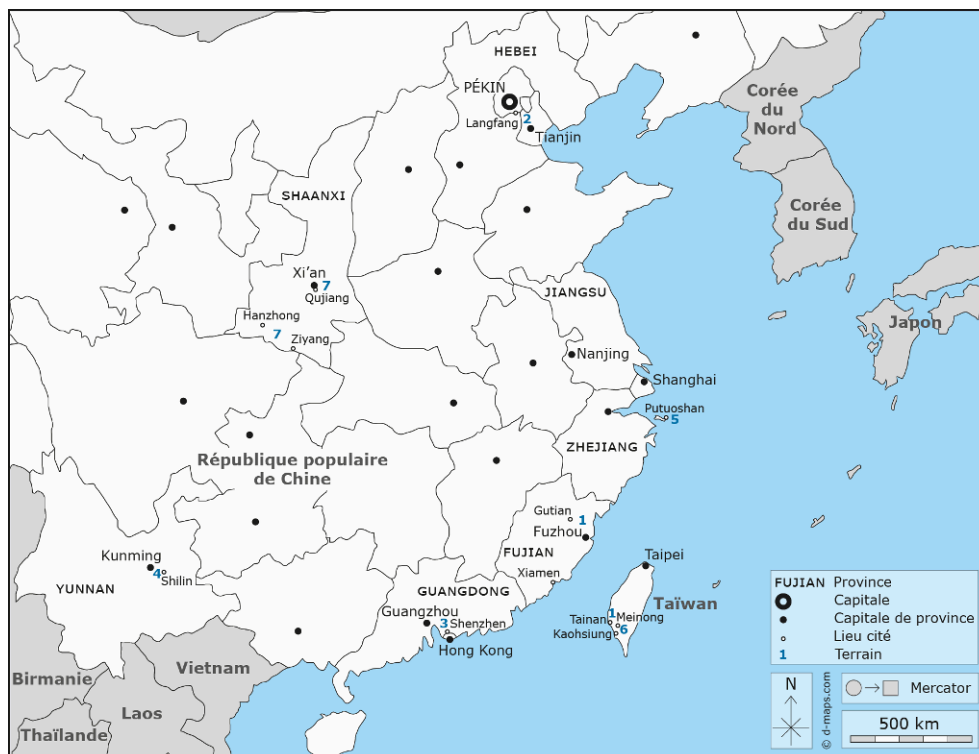 HEBEI
PÉKIN
Langfang
2
Tianjin
Corée
du
Nord
Corée
du Sud
SHAANXI
Xi'an
7
Qujiang
Hanzhong
7
Ziyang
JIANGSU
Nanjing
Shanghai
Japon
Putuoshan
5
ZHEJIANG
République populaire
de Chine
Gutian
1
Fuzhou
FUJIAN
Xiamen
Kunming
4
Shilin
YUNNAN
GUANGDONG
Guangzhou
3
Shenzhen
Hong Kong
Taipei
Taïwan
1
Tainan
Meinong
6
Kaohsiung
Birmanie
Vietnam
Laos
Thaïlande
FUJIAN Province
Capitale
Capitale de province
Lieu cité
1 Terrain
N
© d-maps.com
Mercator
500 km